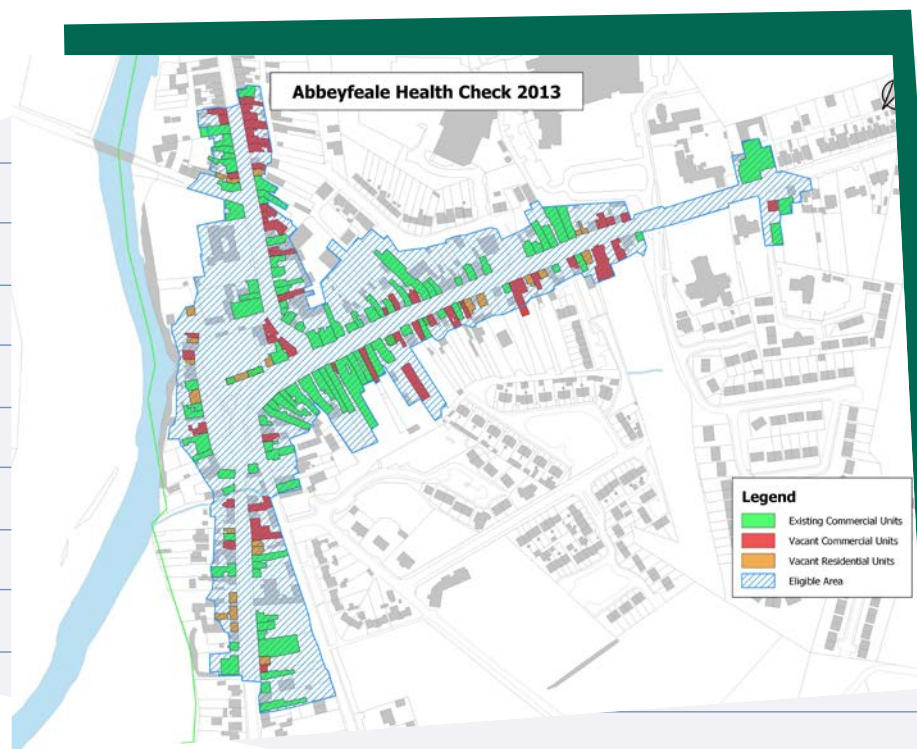 Abbeyfeale Health Check 2013
Legend
Existing Commercial Units
Vacant Commercial Units
Vacant Residential Units
Eligible Area